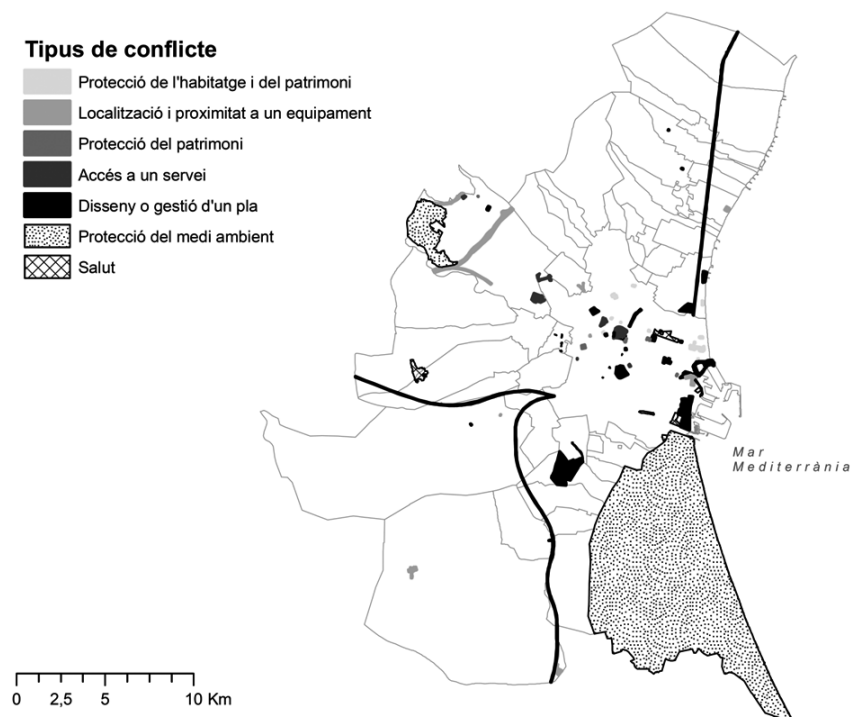 Tipus de conflicte
Protecció de l'habitatge i del patrimoni
Localització i proximitat a un equipament
Protecció del patrimoni
Accés a un servei
Disseny o gestió d'un pla
Protecció del medi ambient
Salut
Mar
Mediterrània
0 2,5 5 10 Km